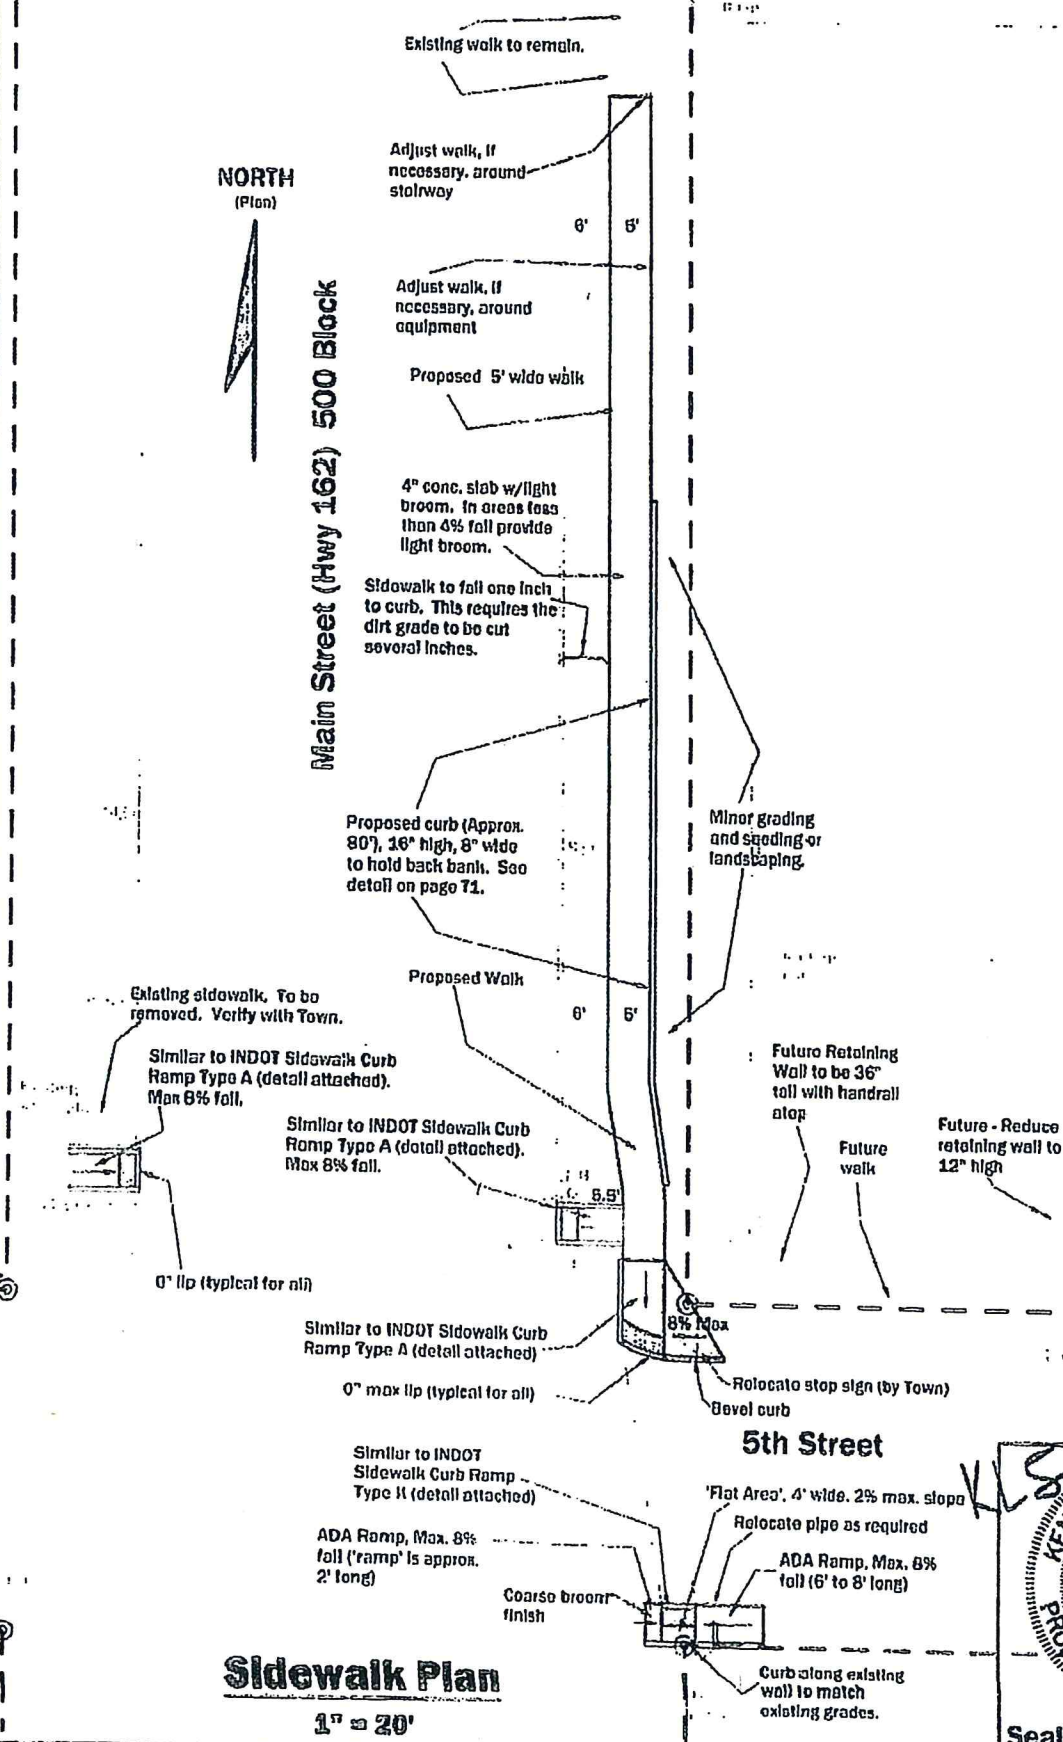 Existing walk to remain.
Adjust walk, if
necessary, around
stairway
NORTH
(Plan)
6' 5'
Adjust walk, if
necessary, around
equipment
Main Street (Hwy 162) 500 Block
Proposed 5' wide walk
4" conc. slab w/light
broom. In areas less
than 4% fall provide
light broom.
Sidewalk to fall one inch
to curb. This requires the
dirt grade to be cut
several inches.
Proposed curb (Approx.
80'), 16" high, 8" wide
to hold back bank. See
detail on page 71.
Minor grading
and seeding or
landscaping.
Proposed Walk
6' 5'
Existing sidewalk. To be
removed. Verify with Town.
Similar to INDOT Sidewalk Curb
Ramp Type A (detail attached).
Max 8% fall.
Similar to INDOT Sidewalk Curb
Ramp Type A (detail attached).
Max 8% fall.
5.5'
Future Retaining
Wall to be 36"
tall with handrail
atop
Future
walk
Future - Reduce
retaining wall to
12" high
0" lip (typical for all)
Similar to INDOT Sidewalk Curb
Ramp Type A (detail attached)
8% Max
0" max lip (typical for all)
Relocate stop sign (by Town)
Bevel curb
5th Street
Similar to INDOT
Sidewalk Curb Ramp
Type K (detail attached)
'Flat Area', 4' wide. 2% max. slope
Relocate pipe as required
ADA Ramp, Max. 8%
fall ('ramp' is approx.
2' long)
ADA Ramp, Max. 8%
fall (6' to 8' long)
Coarse broom
finish
Curb along existing
wall to match
existing grades.
Sidewalk Plan
1" = 20'
Seal